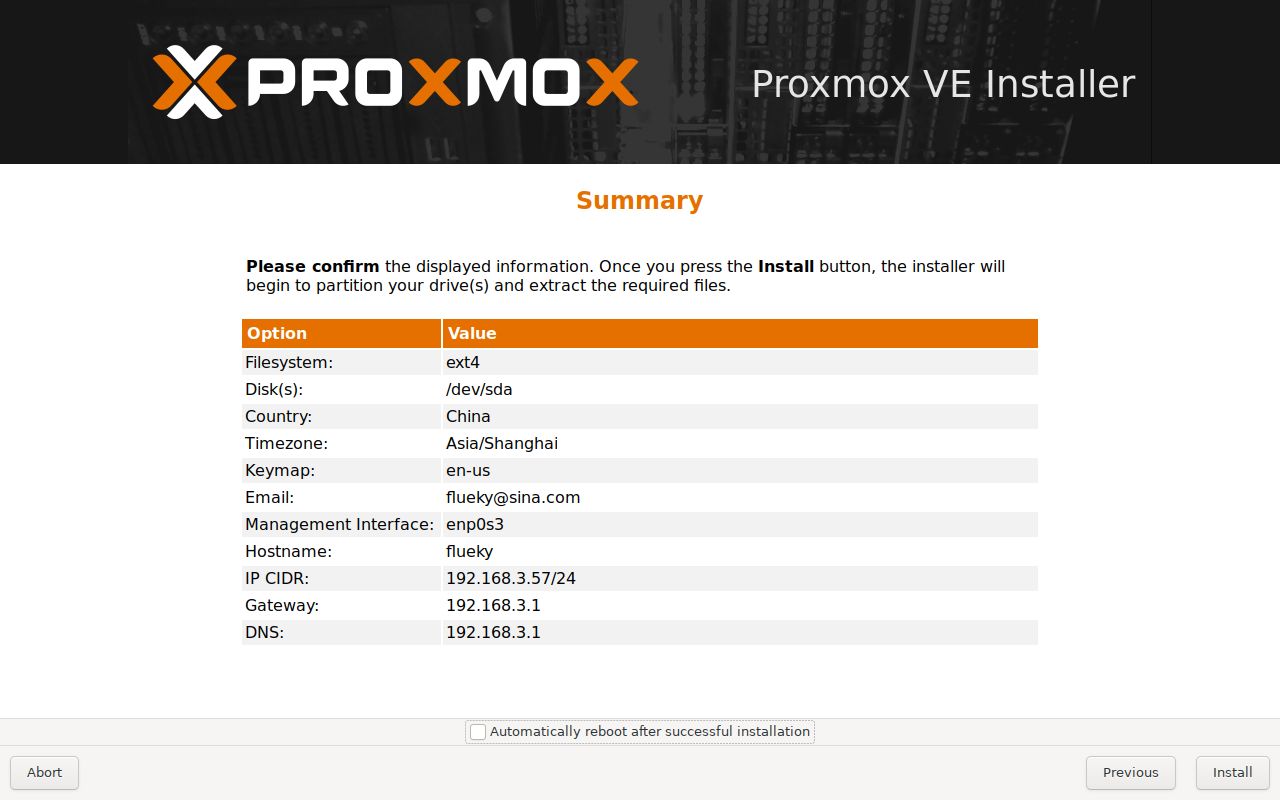 PROXMOX
Proxmox VE Installer
Summary
Please confirm the displayed information. Once you press the Install button, the installer will
begin to partition your drive(s) and extract the required files.
Option Value
Filesystem: ext4
Disk(s): /dev/sda
Country: China
Timezone: Asia/Shanghai
Keymap: en-us
Email: flueky@sina.com
Management Interface: enp0s3
Hostname: flueky
IP CIDR: 192.168.3.57/24
Gateway: 192.168.3.1
DNS: 192.168.3.1
Automatically reboot after successful installation
Abort Previous Install